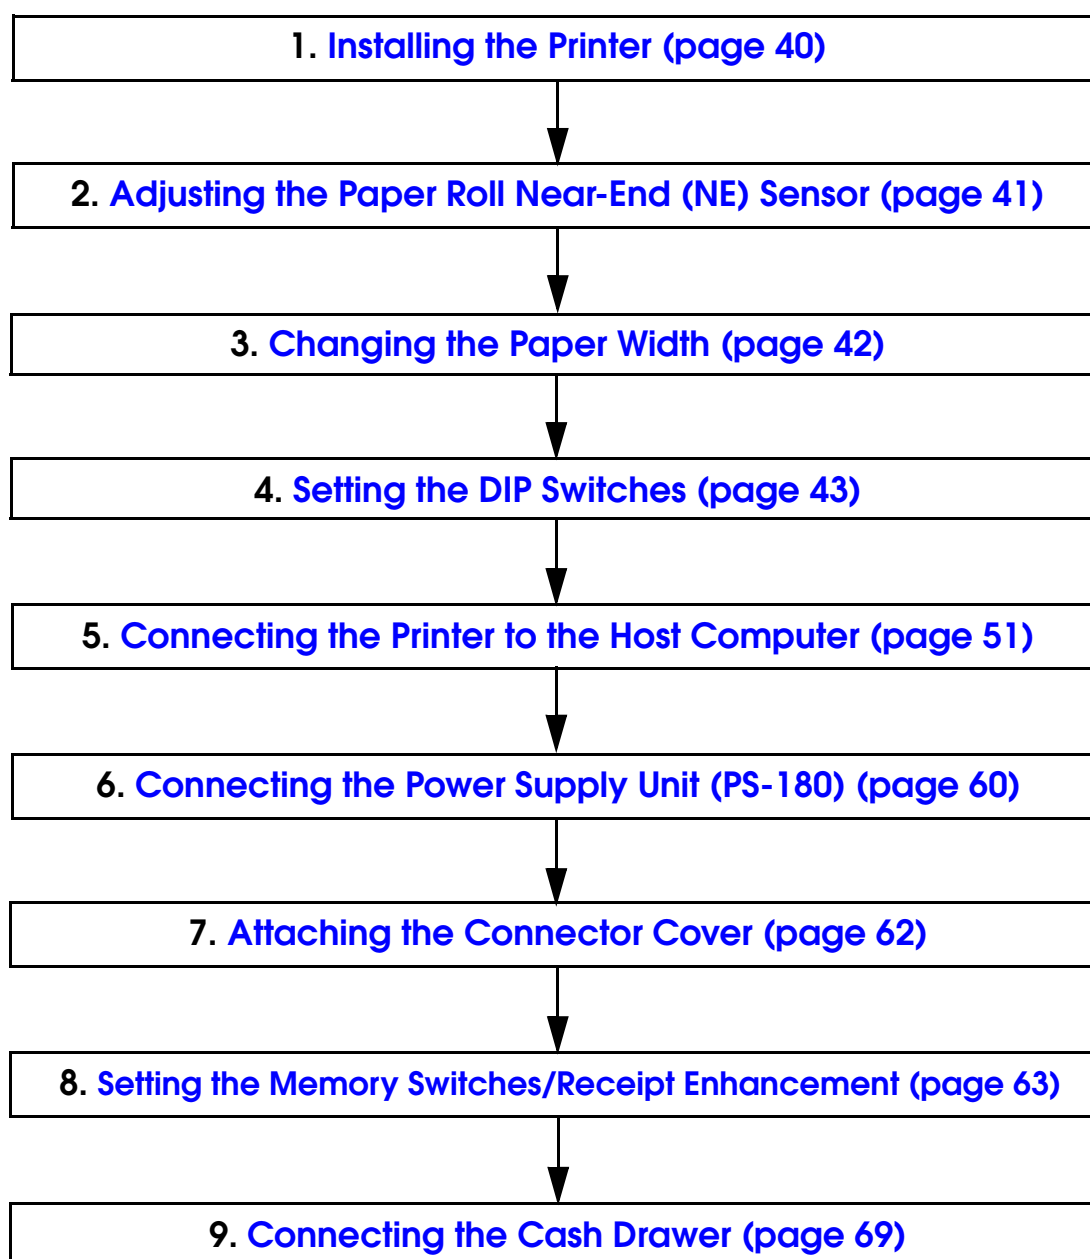 1. Installing the Printer (page 40)
2. Adjusting the Paper Roll Near-End (NE) Sensor (page 41)
3. Changing the Paper Width (page 42)
4. Setting the DIP Switches (page 43)
5. Connecting the Printer to the Host Computer (page 51)
6. Connecting the Power Supply Unit (PS-180) (page 60)
7. Attaching the Connector Cover (page 62)
8. Setting the Memory Switches/Receipt Enhancement (page 63)
9. Connecting the Cash Drawer (page 69)